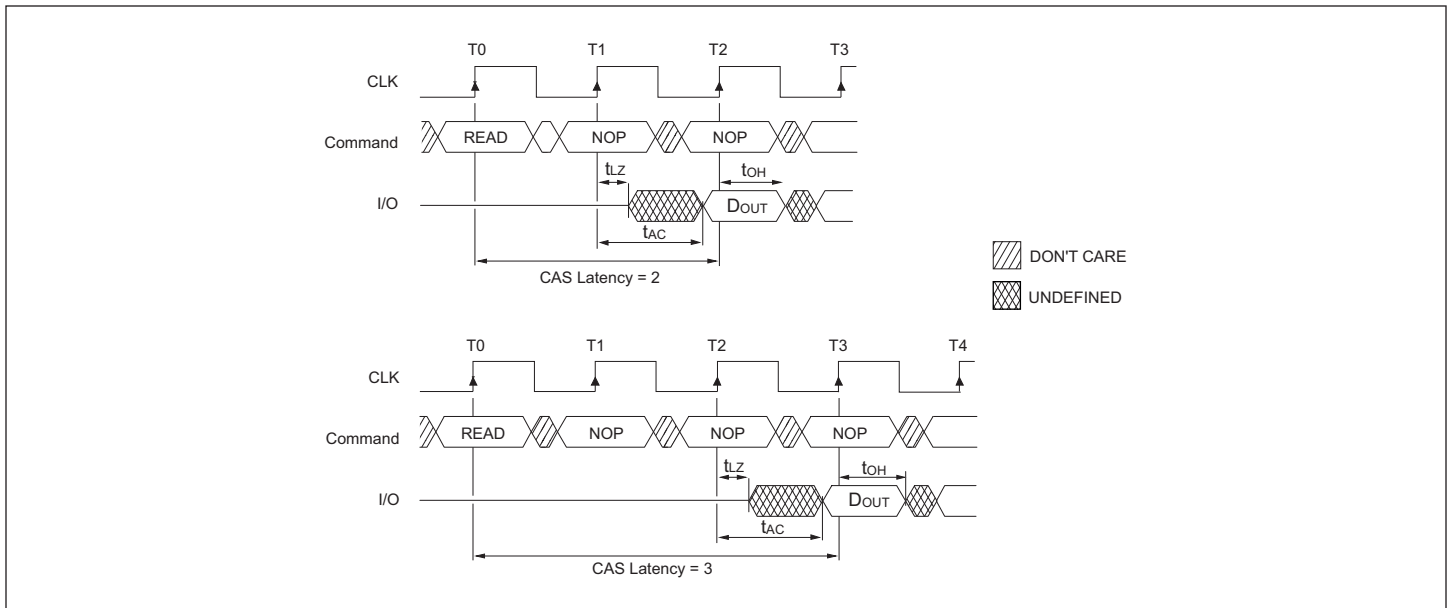 T0 T1 T2 T3
CLK
Command READ NOP NOP
tLZ tOH
I/O DOUT
tAC
CAS Latency = 2
DON'T CARE
UNDEFINED
T0 T1 T2 T3 T4
CLK
Command READ NOP NOP NOP
tLZ tOH
I/O DOUT
tAC
CAS Latency = 3